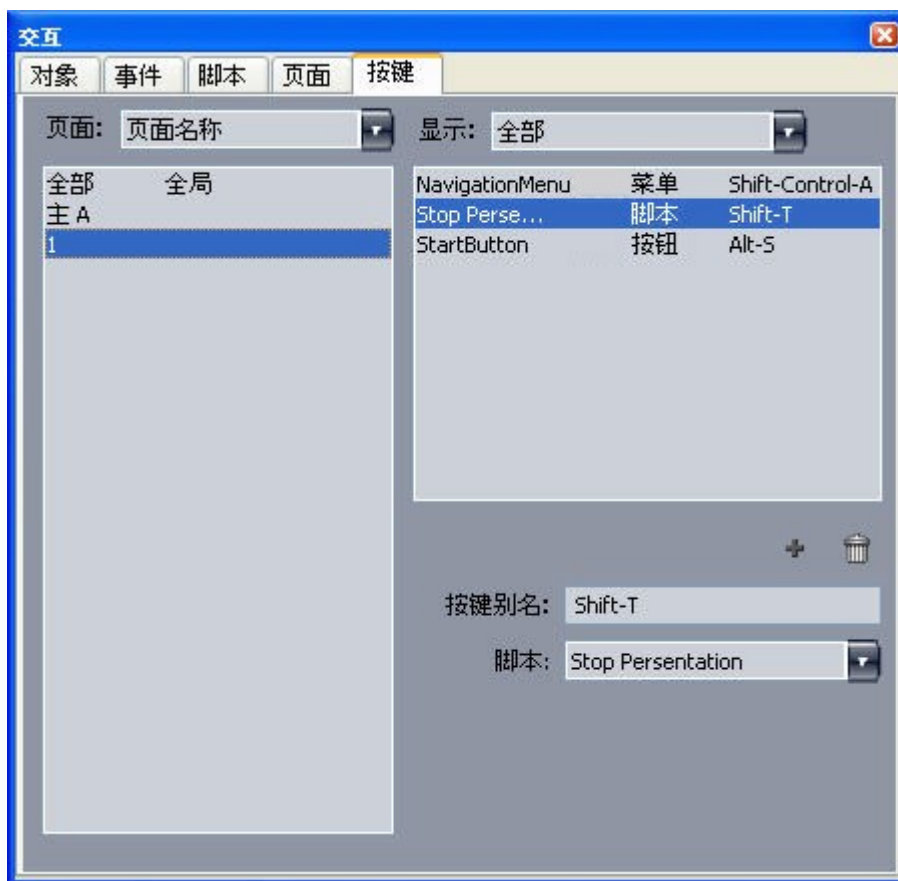 交互
对象 事件 脚本 页面 按键
页面: 页面名称
显示: 全部
全部 全局
主 A
1
NavigationMenu 菜单 Shift-Control-A
Stop Perse... 脚本 Shift-T
StartButton 按钮 Alt-S
按键别名: Shift-T
脚本: Stop Persentation